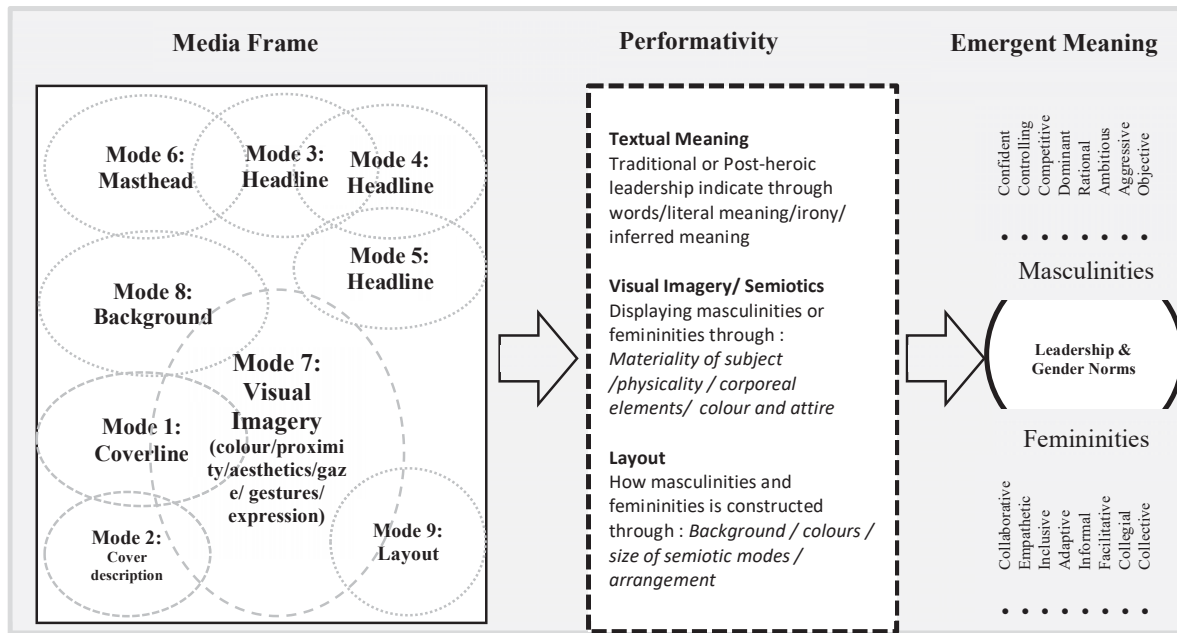 Media Frame
Mode 6:
Masthead
Mode 3:
Headline
Mode 4:
Headline
Mode 5:
Headline
Mode 8:
Background
Mode 7:
Visual
Imagery
(colour/proximi
ty/aesthetics/gaz
e/ gestures/
expression)
Mode 1:
Coverline
Mode 2:
Cover
description
Mode 9:
Layout
Performativity
Textual Meaning
Traditional or Post-heroic
leadership indicate through
words/literal meaning/irony/
inferred meaning
Visual Imagery/ Semiotics
Displaying masculinities or
femininities through :
Materiality of subject
/physicality / corporeal
elements/ colour and attire
Layout
How masculinities and
femininities is constructed
through : Background / colours /
size of semiotic modes /
arrangement
Emergent Meaning
Confident
Controlling
Competitive
Dominant
Rational
Ambitious
Aggressive
Objective
Masculinities
Leadership &
Gender Norms
Femininities
Collaborative
Empathetic
Inclusive
Adaptive
Informal
Facilitative
Collegial
Collective